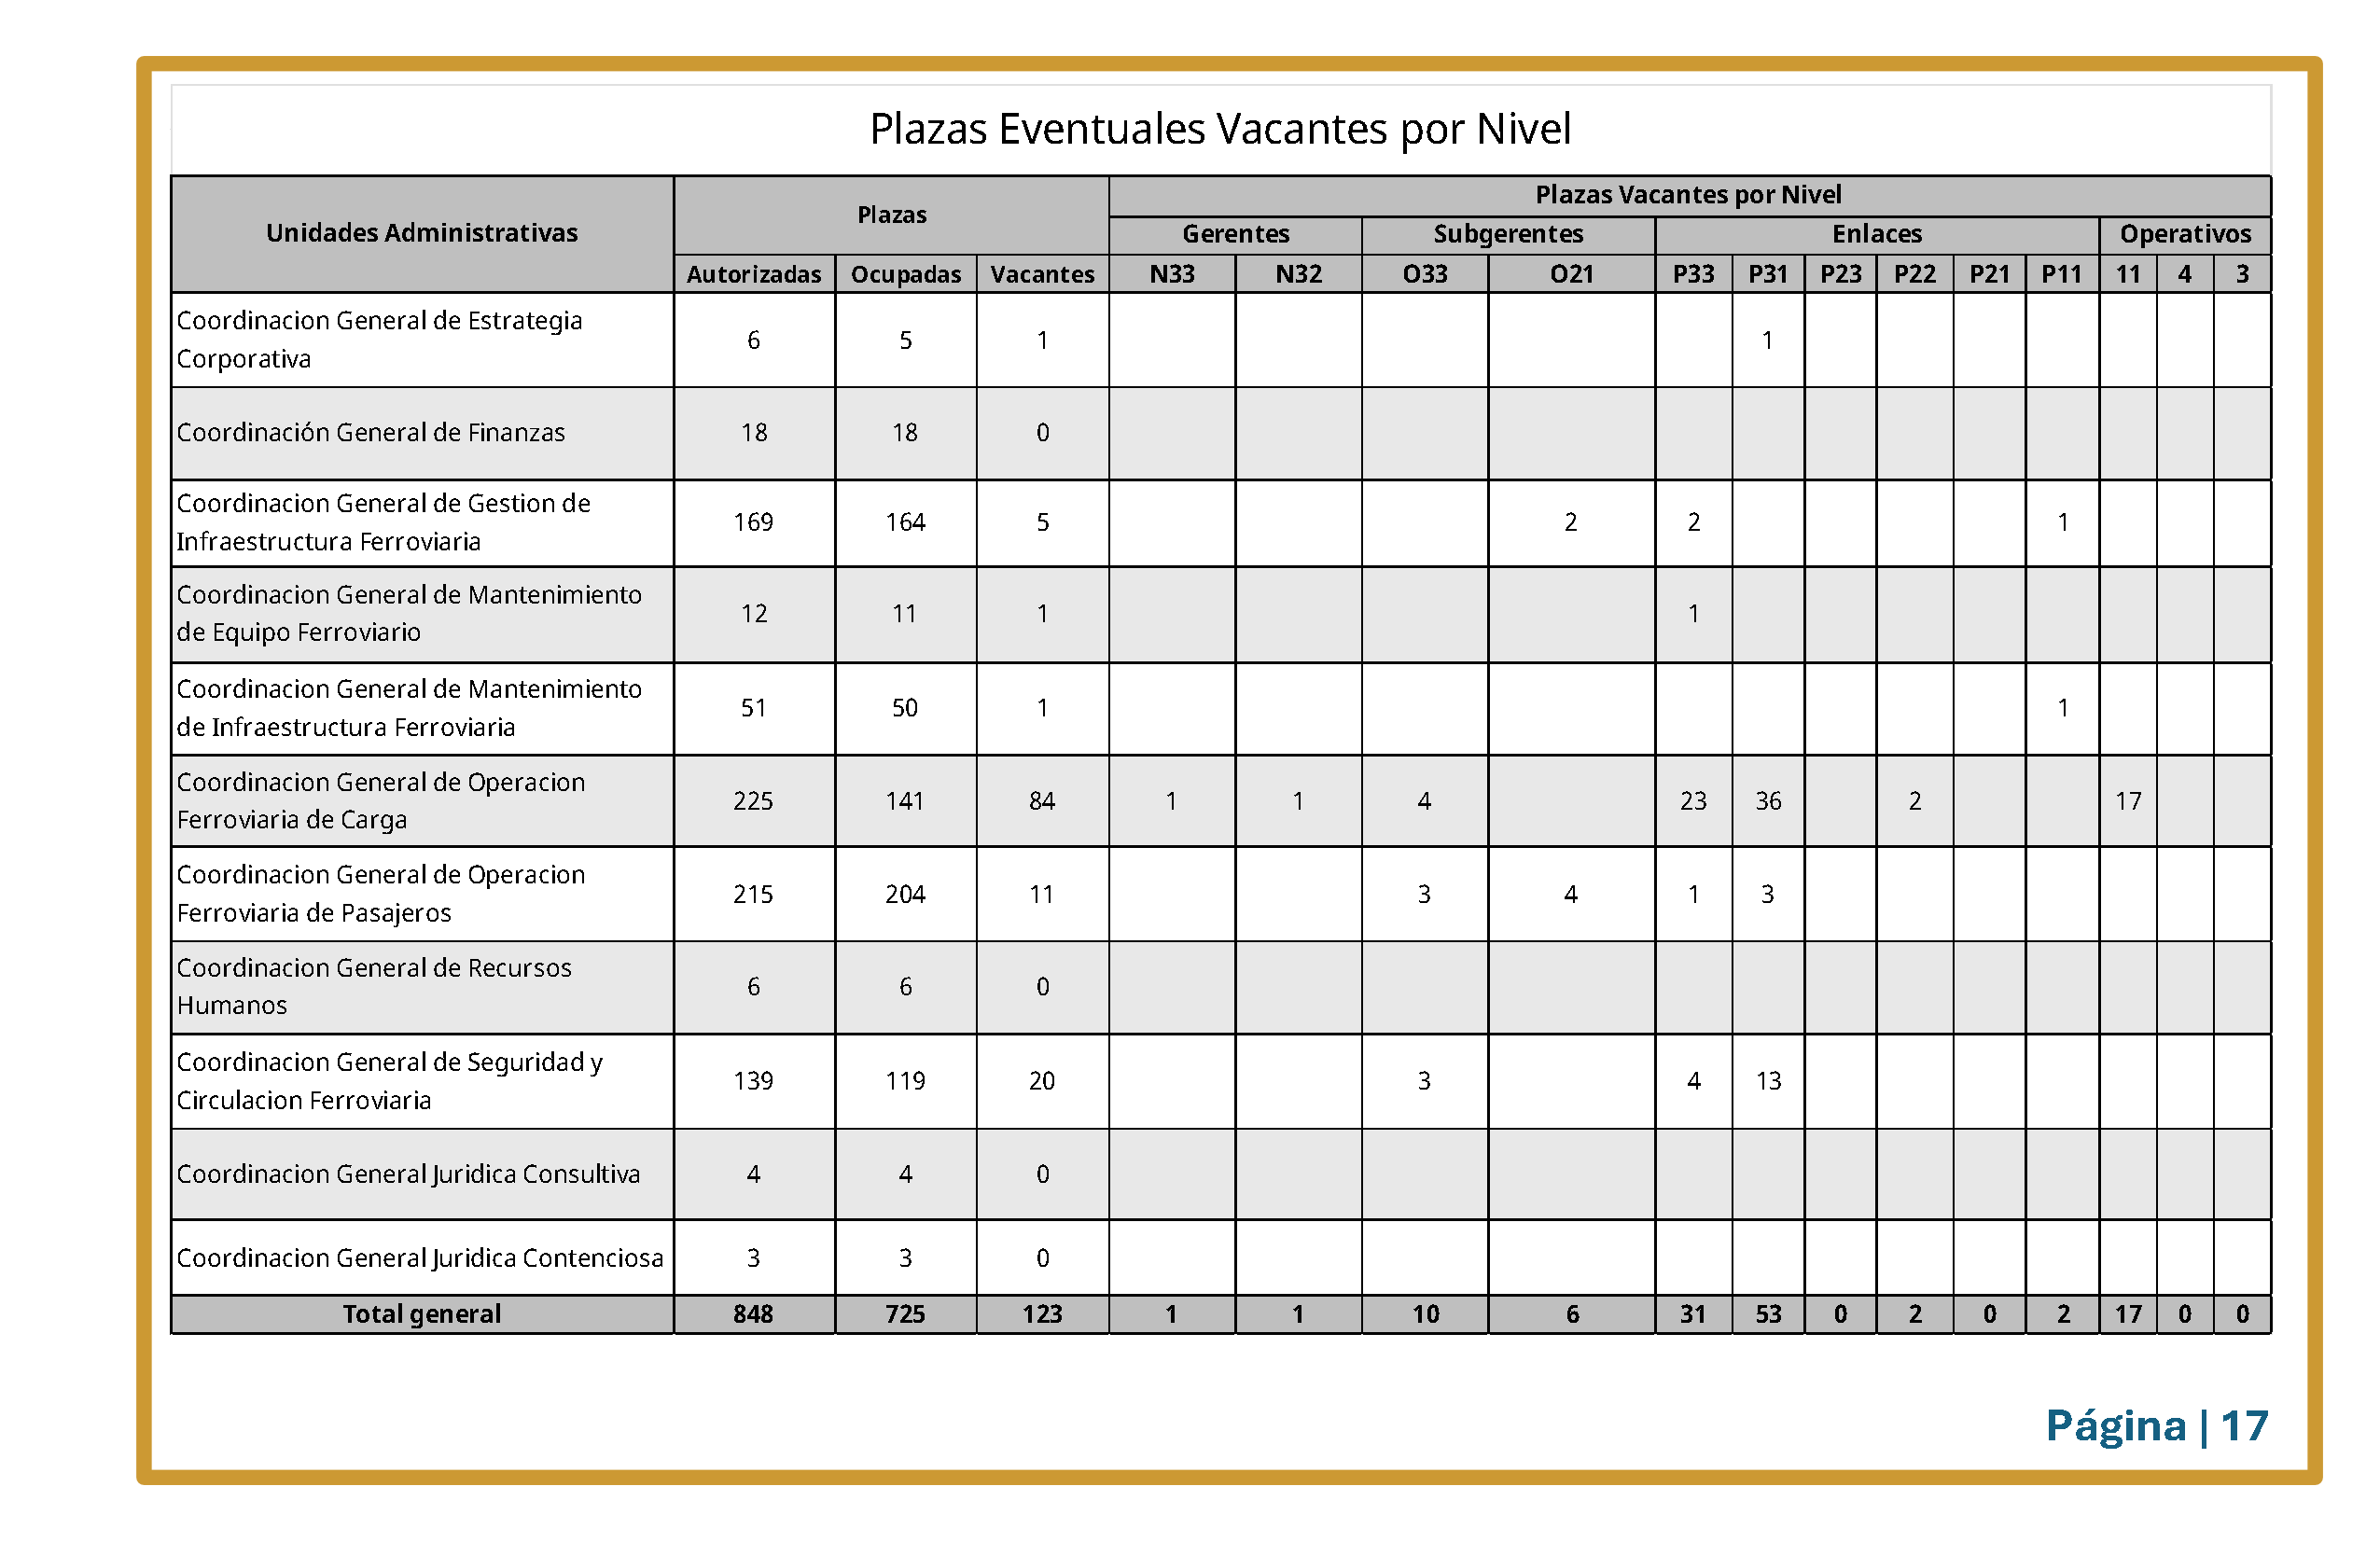 Plazas Eventuales Vacantes por Nivel
Unidades Administrativas Plazas Plazas Vacantes por Nivel
Gerentes Subgerentes Enlaces Operativos
Autorizadas Ocupadas Vacantes N33 N32 O33 O21 P33 P31 P23 P22 P21 P11 11 4 3
Coordinacion General de Estrategia
Corporativa 6 5 1 1
Coordinación General de Finanzas 18 18 0
Coordinacion General de Gestion de
Infraestructura Ferroviaria 169 164 5 2 2 1
Coordinacion General de Mantenimiento
de Equipo Ferroviario 12 11 1 1
Coordinacion General de Mantenimiento
de Infraestructura Ferroviaria 51 50 1 1
Coordinacion General de Operacion
Ferroviaria de Carga 225 141 84 1 1 4 23 36 2 17
Coordinacion General de Operacion
Ferroviaria de Pasajeros 215 204 11 3 4 1 3
Coordinacion General de Recursos
Humanos 6 6 0
Coordinacion General de Seguridad y
Circulacion Ferroviaria 139 119 20 3 4 13
Coordinacion General Juridica Consultiva 4 4 0
Coordinacion General Juridica Contenciosa 3 3 0
Total general 848 725 123 1 1 10 6 31 53 0 2 0 2 17 0 0
Página | 17